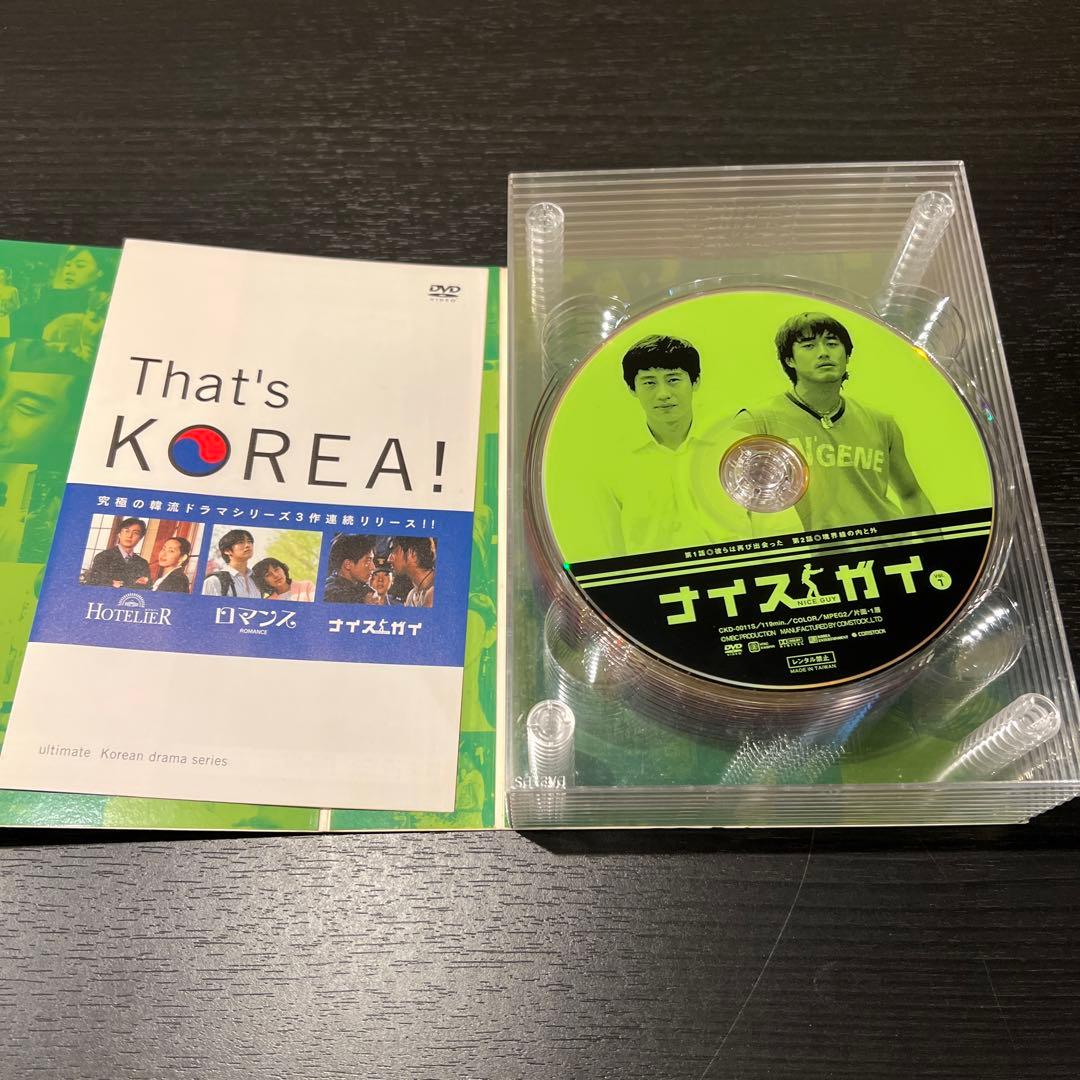 DVD
VIDEO
That's
KOREA!
究極の韓流ドラマシリーズ3作連続リリース!!
HOTELIER
ロマンス
ROMANCE
ナイスガイ
ultimate Korean drama series
N'GENE
第1話◎彼らは再び出会った 第2話◎境界線の内と外
ナイスガイ
NICE GUY
Vol.
1
CKD-0011S/119min./COLOR/MPEG2/片面・1層
©MBC PRODUCTION MANUFACTURED BY COMSTOCK,LTD
DVD
VIDEO
COMSTOCK
レンタル禁止
MADE IN TAIWAN